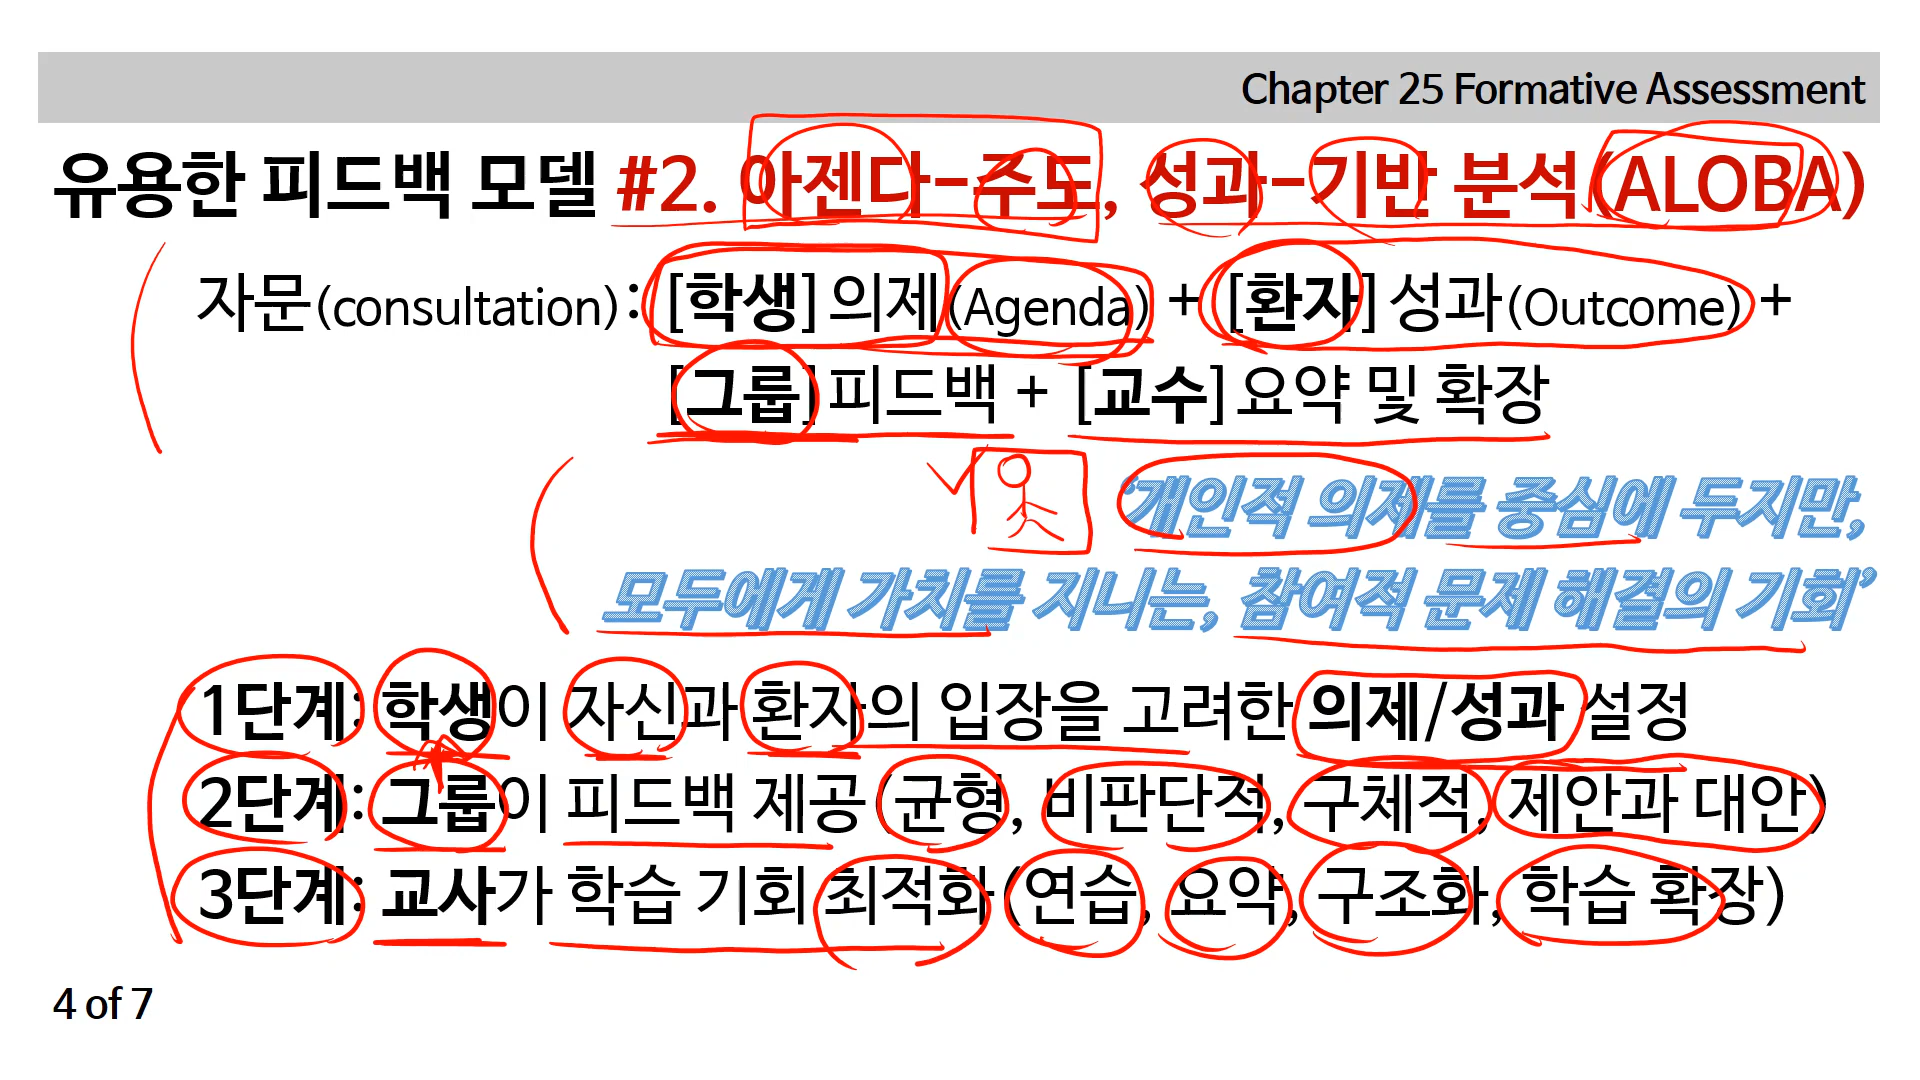 Chapter 25 Formative Assessment
유용한 피드백 모델 #2. 아젠다-주도, 성과-기반 분석(ALOBA)
자문(consultation): [학생] 의제(Agenda) + [환자] 성과(Outcome) +
[그룹] 피드백 + [교수] 요약 및 확장
‘개인적 의제를 중심에 두지만,
모두에게 가치를 지니는, 참여적 문제 해결의 기회’
1단계: 학생이 자신과 환자의 입장을 고려한 의제/성과 설정
2단계: 그룹이 피드백 제공 (균형, 비판단적, 구체적, 제안과 대안)
3단계: 교사가 학습 기회 최적화 (연습, 요약, 구조화, 학습 확장)
4 of 7